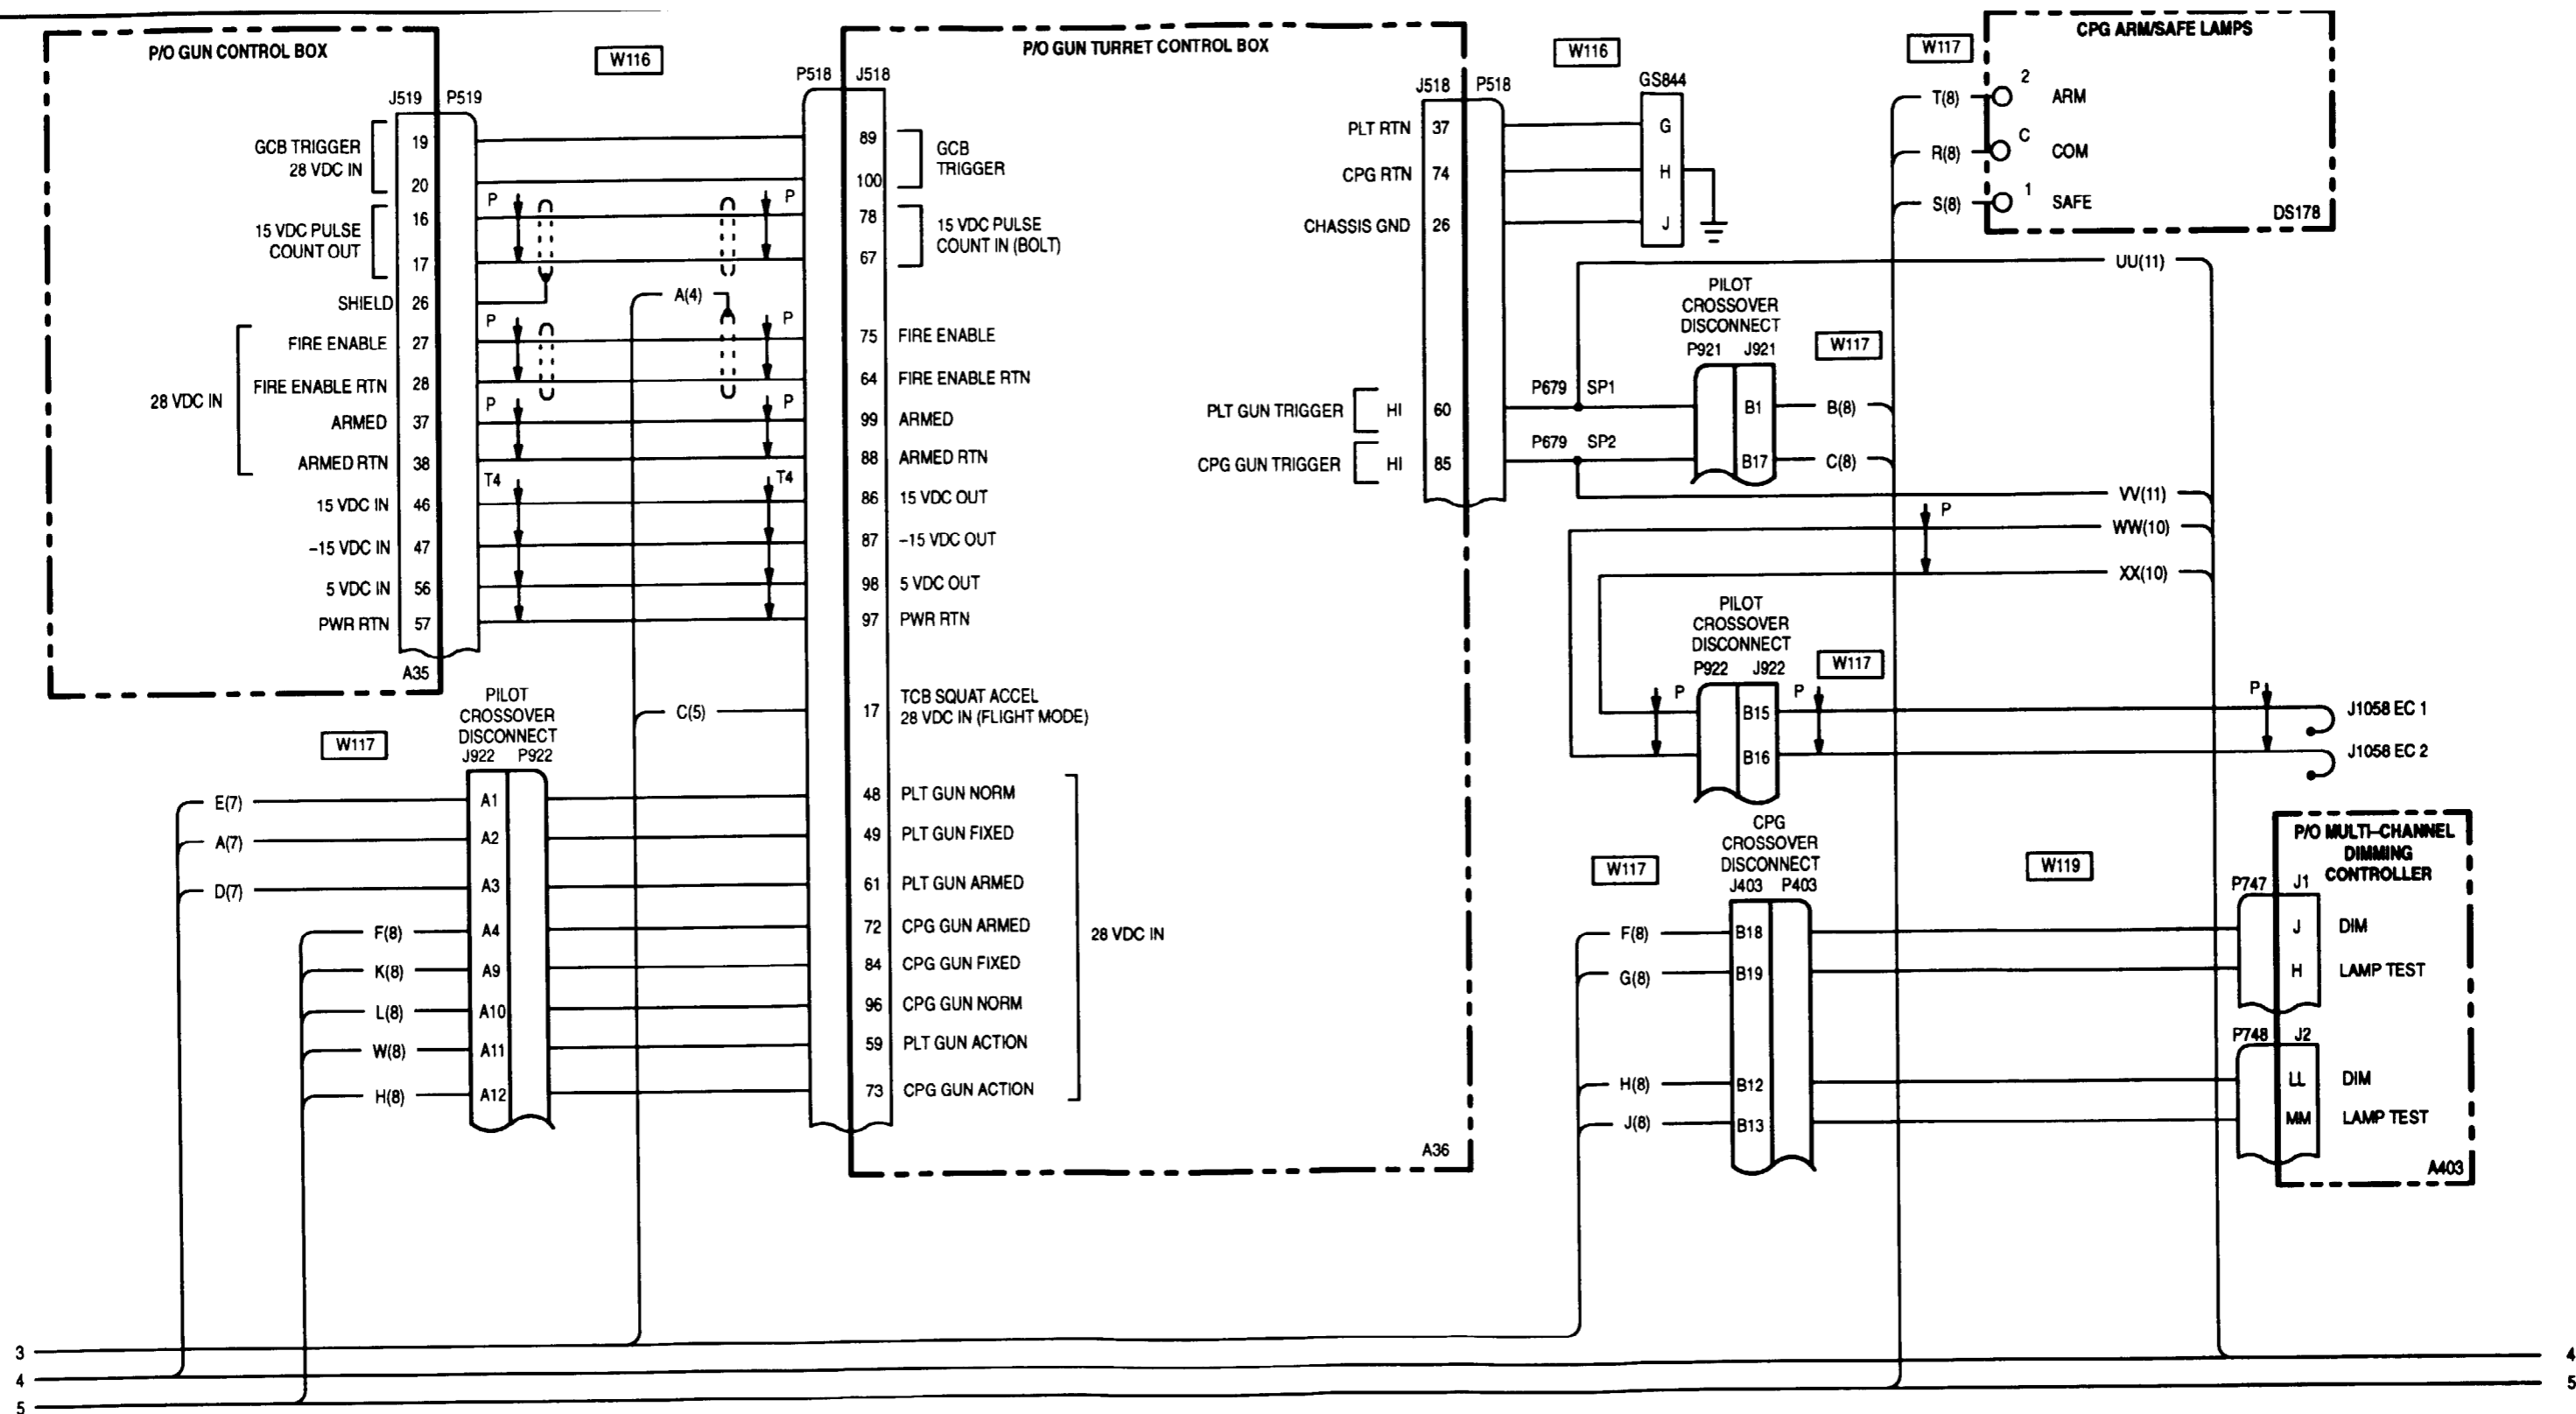 P/O GUN CONTROL BOX
W116
J519 P519
GCB TRIGGER
28 VDC IN
19
20
15 VDC PULSE
COUNT OUT
16
17
SHIELD 26
28 VDC IN
FIRE ENABLE 27
FIRE ENABLE RTN 28
ARMED 37
ARMED RTN 38
15 VDC IN 46
-15 VDC IN 47
5 VDC IN 56
PWR RTN 57
A35
P
P
P
P
P
P
T4
T4
A(4)
C(5)
P/O GUN TURRET CONTROL BOX
P518 J518
89
100
GCB
TRIGGER
78
67
15 VDC PULSE
COUNT IN (BOLT)
75 FIRE ENABLE
64 FIRE ENABLE RTN
99 ARMED
88 ARMED RTN
86 15 VDC OUT
87 -15 VDC OUT
98 5 VDC OUT
97 PWR RTN
17 TCB SQUAT ACCEL
28 VDC IN (FLIGHT MODE)
48 PLT GUN NORM
49 PLT GUN FIXED
61 PLT GUN ARMED
72 CPG GUN ARMED
84 CPG GUN FIXED
96 CPG GUN NORM
59 PLT GUN ACTION
73 CPG GUN ACTION
28 VDC IN
A36
W117
PILOT
CROSSOVER
DISCONNECT
J922 P922
E(7) A1
A(7) A2
D(7) A3
F(8) A4
K(8) A9
L(8) A10
W(8) A11
H(8) A12
W116
J518 P518
GS844
PLT RTN 37 G
CPG RTN 74 H
CHASSIS GND 26 J
PLT GUN TRIGGER HI 60
CPG GUN TRIGGER HI 85
P679 SP1
P679 SP2
PILOT
CROSSOVER
DISCONNECT
P921 J921
W117
B1 B(8)
B17 C(8)
W117
CPG ARM/SAFE LAMPS
T(8) 2 ARM
R(8) C COM
S(8) 1 SAFE
DS178
UU(11)
VV(11)
P
WW(10)
XX(10)
PILOT
CROSSOVER
DISCONNECT
P922 J922
W117
P
P
P
B15
B16
J1058 EC 1
J1058 EC 2
CPG
CROSSOVER
DISCONNECT
J403 P403
W117
W119
F(8) B18
G(8) B19
H(8) B12
J(8) B13
P/O MULTI-CHANNEL
DIMMING
CONTROLLER
P747 J1
J DIM
H LAMP TEST
P748 J2
LL DIM
MM LAMP TEST
A403
3
4
5
4
5